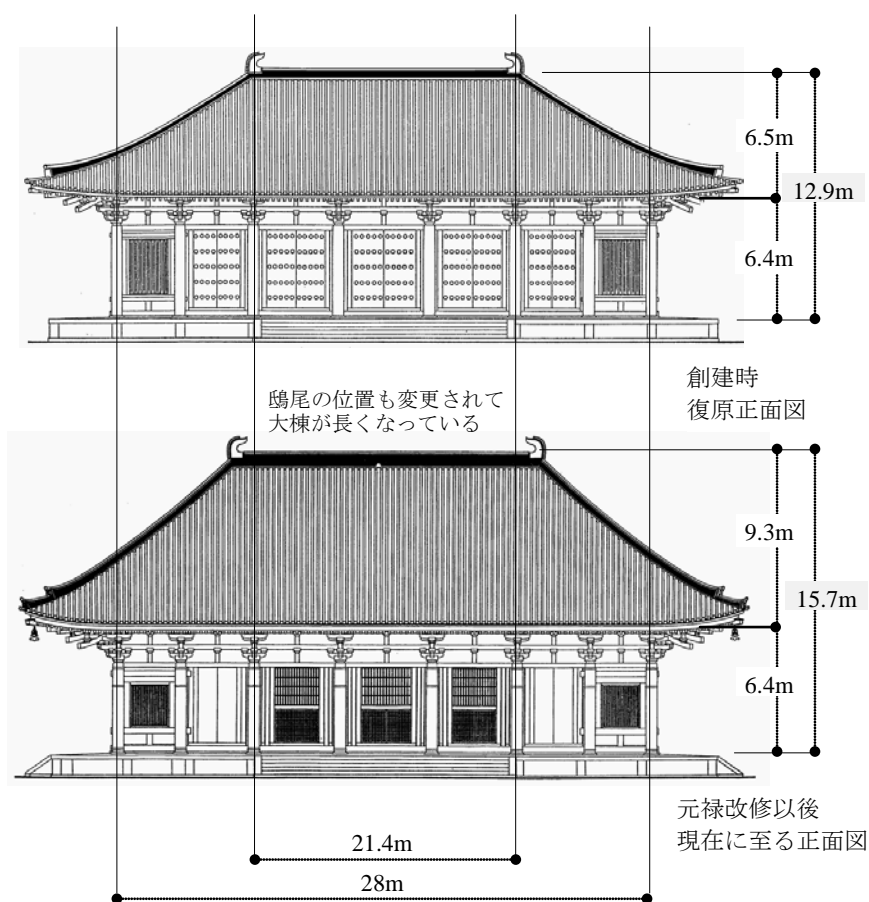 6.5m
12.9m
6.4m
創建時
復原正面図
鴟尾の位置も変更されて
大棟が長くなっている
9.3m
15.7m
6.4m
元禄改修以後
現在に至る正面図
21.4m
28m